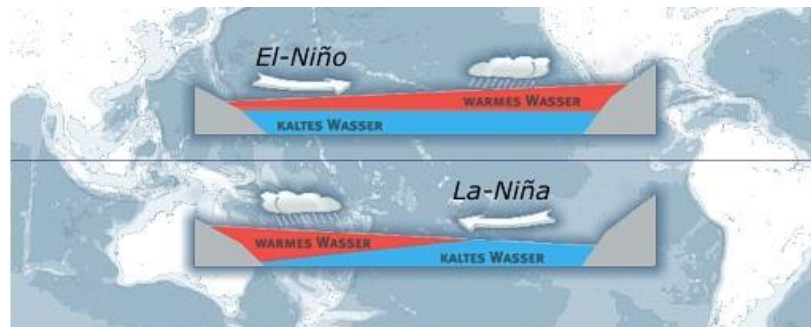 El-Niño
WARMES WASSER
KALTES WASSER
La-Niña
WARMES WASSER
KALTES WASSER